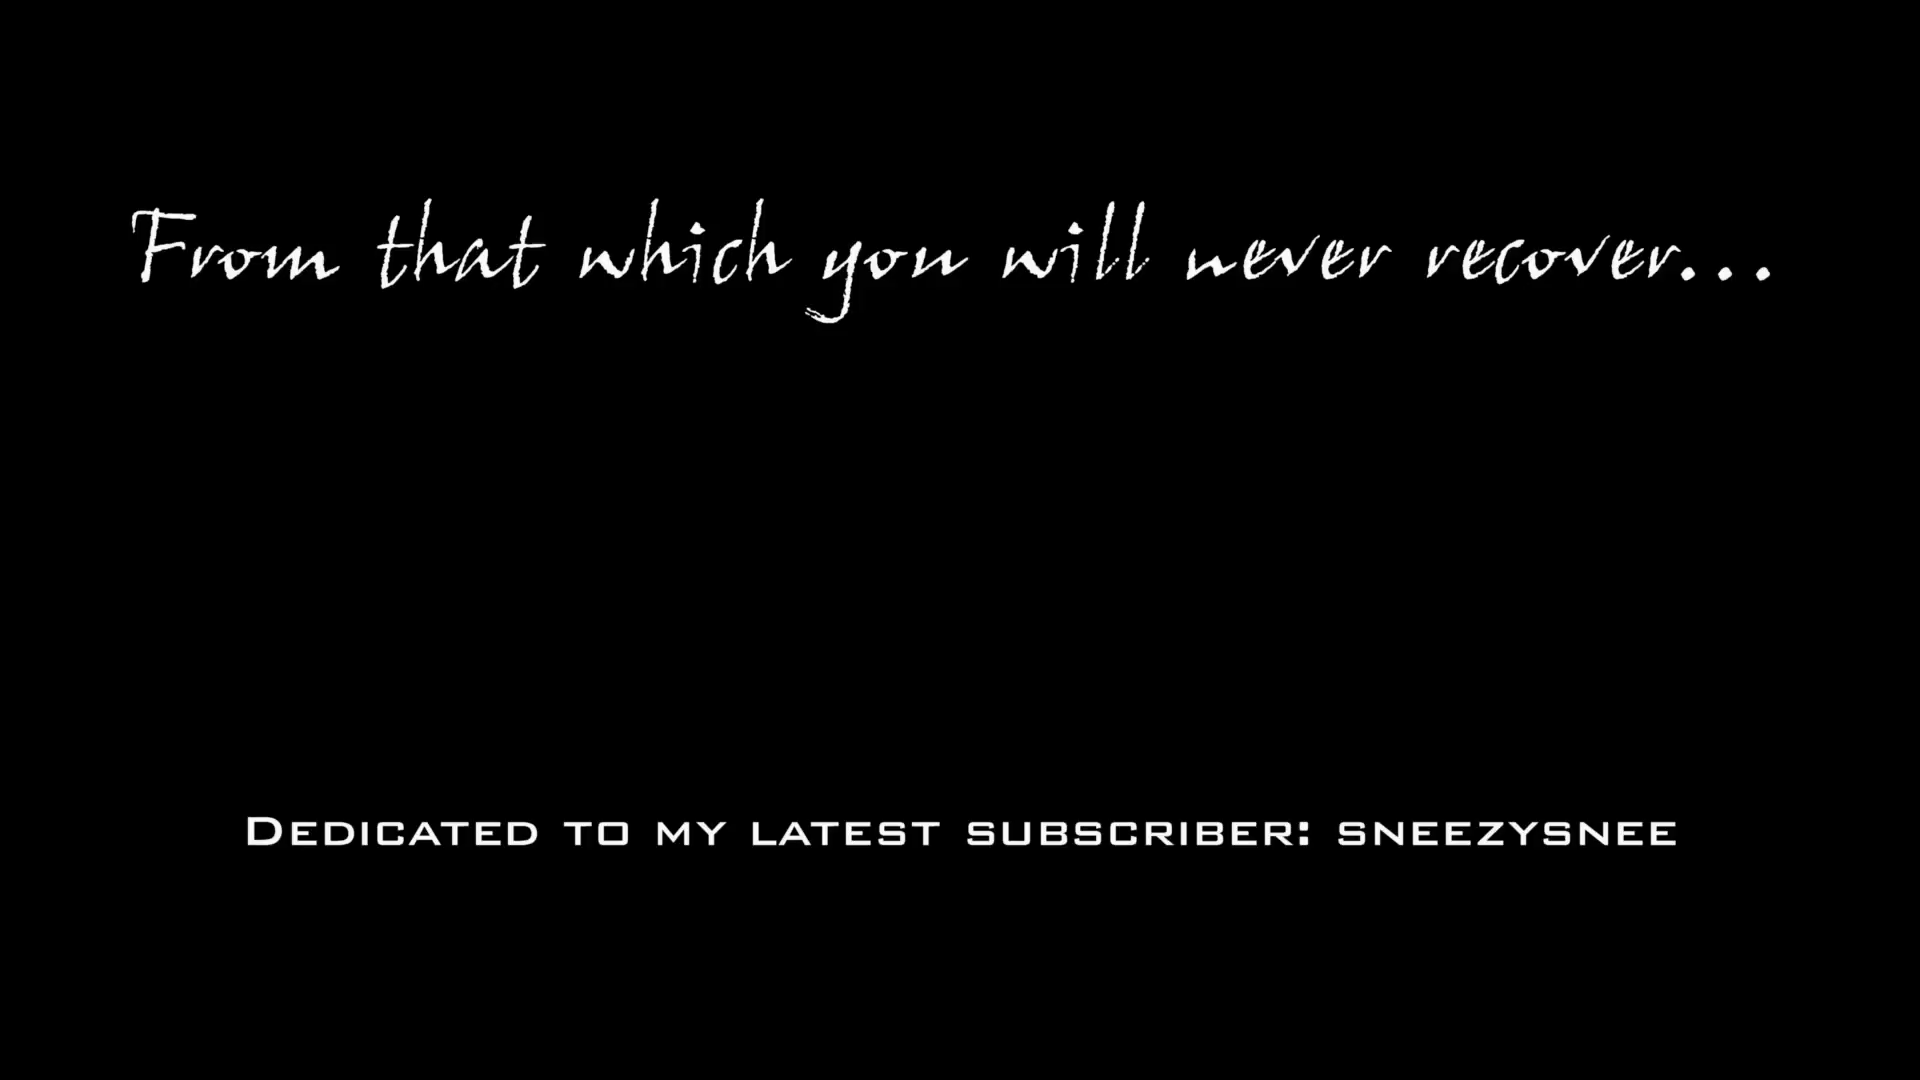 From that which you will never recover...
Dedicated to my latest subscriber: sneezysnee